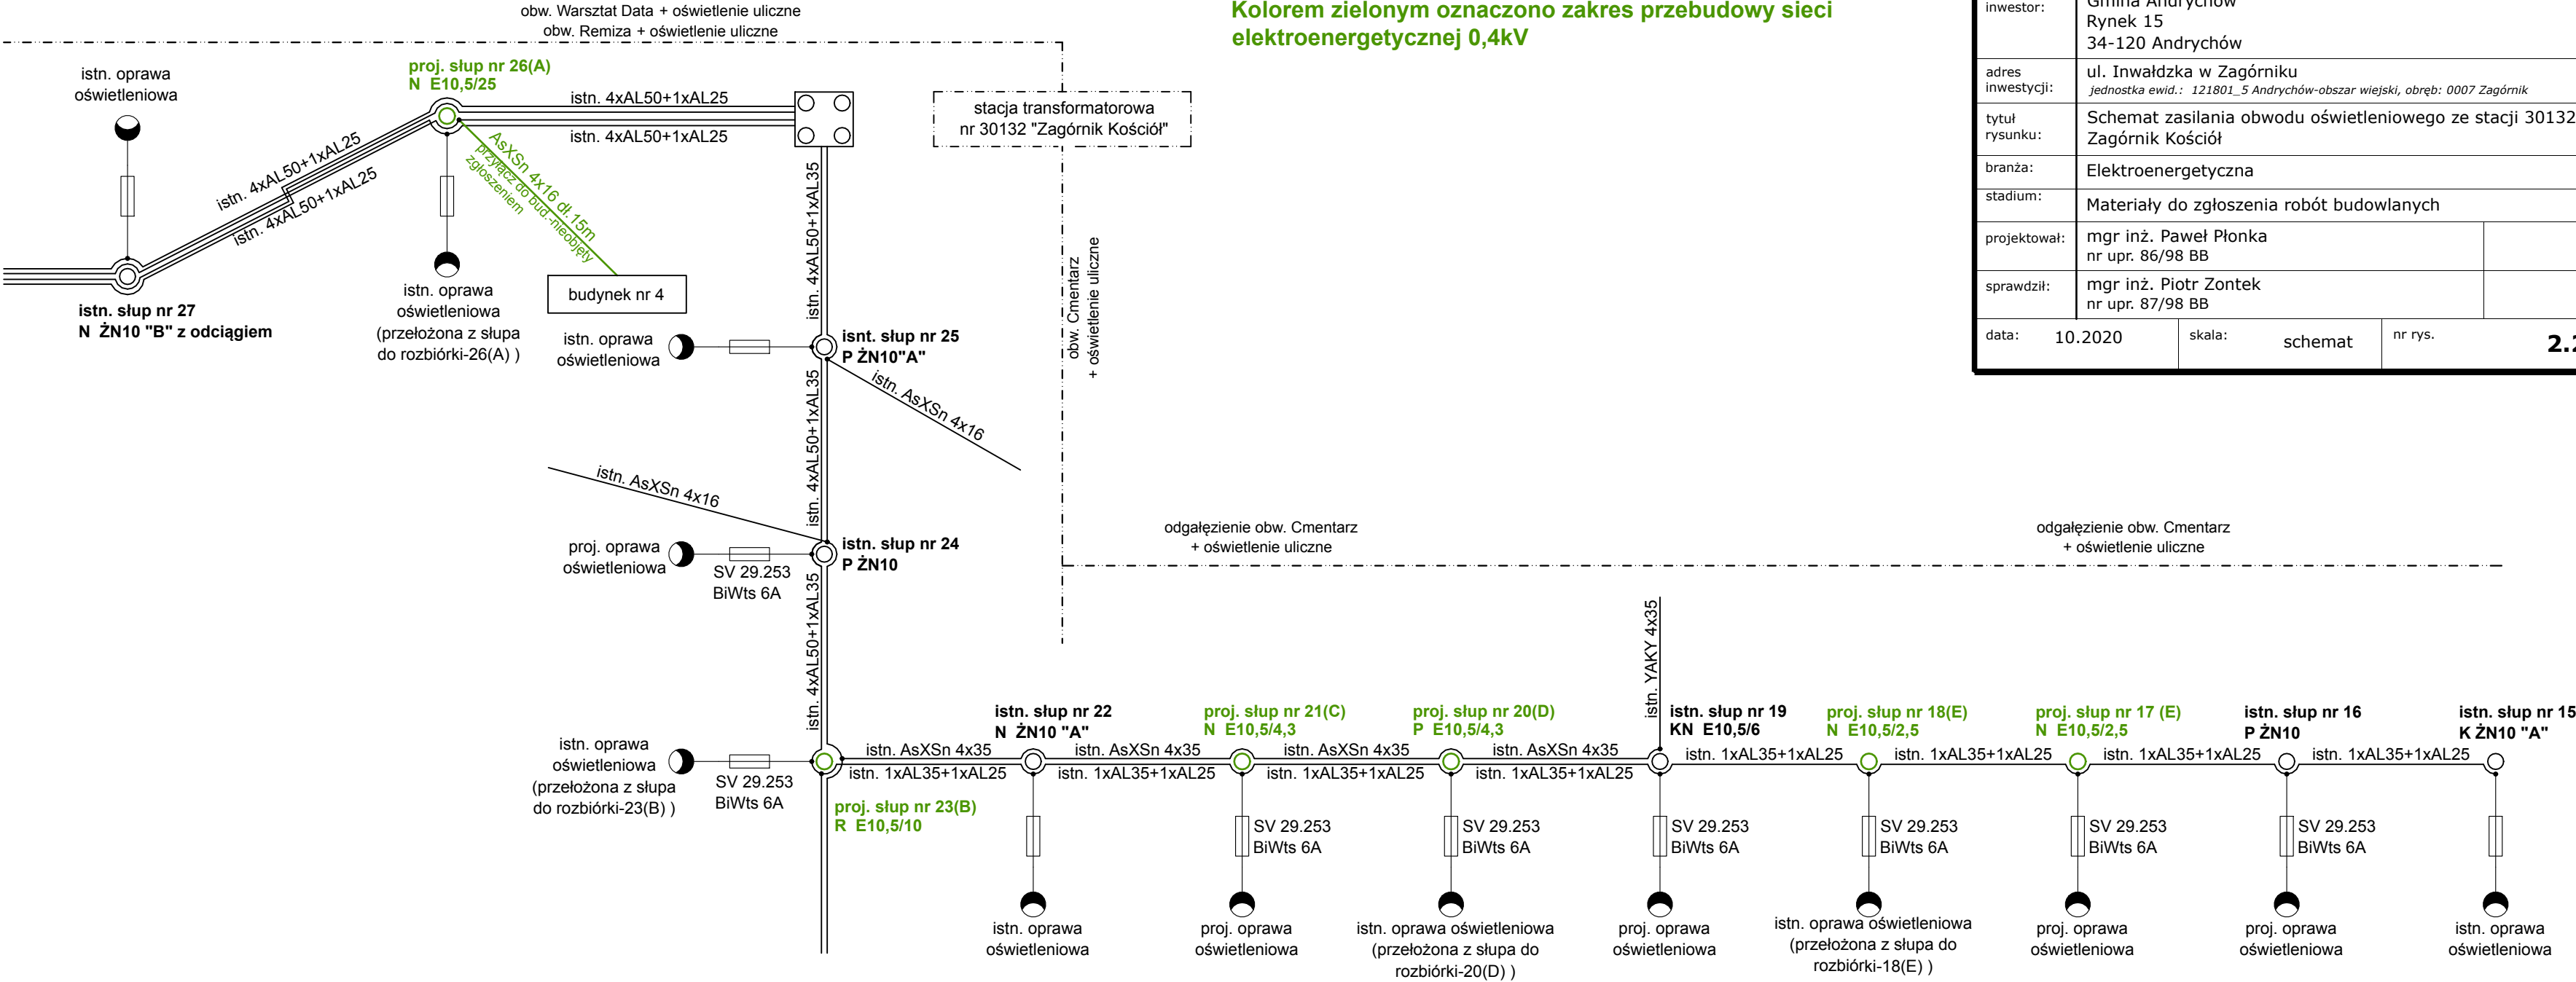 obw. Warsztat Data + oświetlenie uliczne
obw. Remiza + oświetlenie uliczne
Kolorem zielonym oznaczono zakres przebudowy sieci
elektroenergetycznej 0,4kV
istn. oprawa
oświetleniowa
proj. słup nr 26(A)
N E10,5/25
istn. 4xAL50+1xAL25
istn. 4xAL50+1xAL25
stacja transformatorowa
nr 30132 "Zagórnik Kościół"
istn. 4xAL50+1xAL25
istn. 4xAL50+1xAL25
AsXSn 4x16 dł.15m
przyłącz do bud.-nieobjęty
zgłoszeniem
budynek nr 4
istn. słup nr 27
N ŻN10 "B" z odciągiem
istn. oprawa
oświetleniowa
(przełożona z słupa
do rozbiórki-26(A) )
istn. 4xAL50+1xAL35
obw. Cmentarz
+ oświetlenie uliczne
istn. oprawa
oświetleniowa
isnt. słup nr 25
P ŻN10"A"
istn. AsXSn 4x16
istn. 4xAL50+1xAL35
istn. AsXSn 4x16
proj. oprawa
oświetleniowa
SV 29.253
BiWts 6A
istn. słup nr 24
P ŻN10
istn. 4xAL50+1xAL35
odgałęzienie obw. Cmentarz
+ oświetlenie uliczne
odgałęzienie obw. Cmentarz
+ oświetlenie uliczne
istn. oprawa
oświetleniowa
(przełożona z słupa
do rozbiórki-23(B) )
SV 29.253
BiWts 6A
proj. słup nr 23(B)
R E10,5/10
istn. AsXSn 4x35
istn. 1xAL35+1xAL25
istn. słup nr 22
N ŻN10 "A"
istn. AsXSn 4x35
istn. 1xAL35+1xAL25
proj. słup nr 21(C)
N E10,5/4,3
istn. AsXSn 4x35
istn. 1xAL35+1xAL25
proj. słup nr 20(D)
P E10,5/4,3
istn. AsXSn 4x35
istn. 1xAL35+1xAL25
istn. YAKY 4x35
istn. słup nr 19
KN E10,5/6
istn. 1xAL35+1xAL25
proj. słup nr 18(E)
N E10,5/2,5
istn. 1xAL35+1xAL25
proj. słup nr 17 (E)
N E10,5/2,5
istn. 1xAL35+1xAL25
istn. słup nr 16
P ŻN10
istn. 1xAL35+1xAL25
istn. słup nr 15
K ŻN10 "A"
SV 29.253
BiWts 6A
SV 29.253
BiWts 6A
SV 29.253
BiWts 6A
SV 29.253
BiWts 6A
SV 29.253
BiWts 6A
SV 29.253
BiWts 6A
istn. oprawa
oświetleniowa
proj. oprawa
oświetleniowa
istn. oprawa oświetleniowa
(przełożona z słupa do
rozbiórki-20(D) )
proj. oprawa
oświetleniowa
istn. oprawa oświetleniowa
(przełożona z słupa do
rozbiórki-18(E) )
proj. oprawa
oświetleniowa
proj. oprawa
oświetleniowa
istn. oprawa
oświetleniowa
inwestor:
Gmina Andrychów
Rynek 15
34-120 Andrychów
adres
inwestycji:
ul. Inwałdzka w Zagórniku
jednostka ewid.: 121801_5 Andrychów-obszar wiejski, obręb: 0007 Zagórnik
tytuł
rysunku:
Schemat zasilania obwodu oświetleniowego ze stacji 30132
Zagórnik Kościół
branża:
Elektroenergetyczna
stadium:
Materiały do zgłoszenia robót budowlanych
projektował:
mgr inż. Paweł Płonka
nr upr. 86/98 BB
sprawdził:
mgr inż. Piotr Zontek
nr upr. 87/98 BB
data: 10.2020
skala: schemat
nr rys.